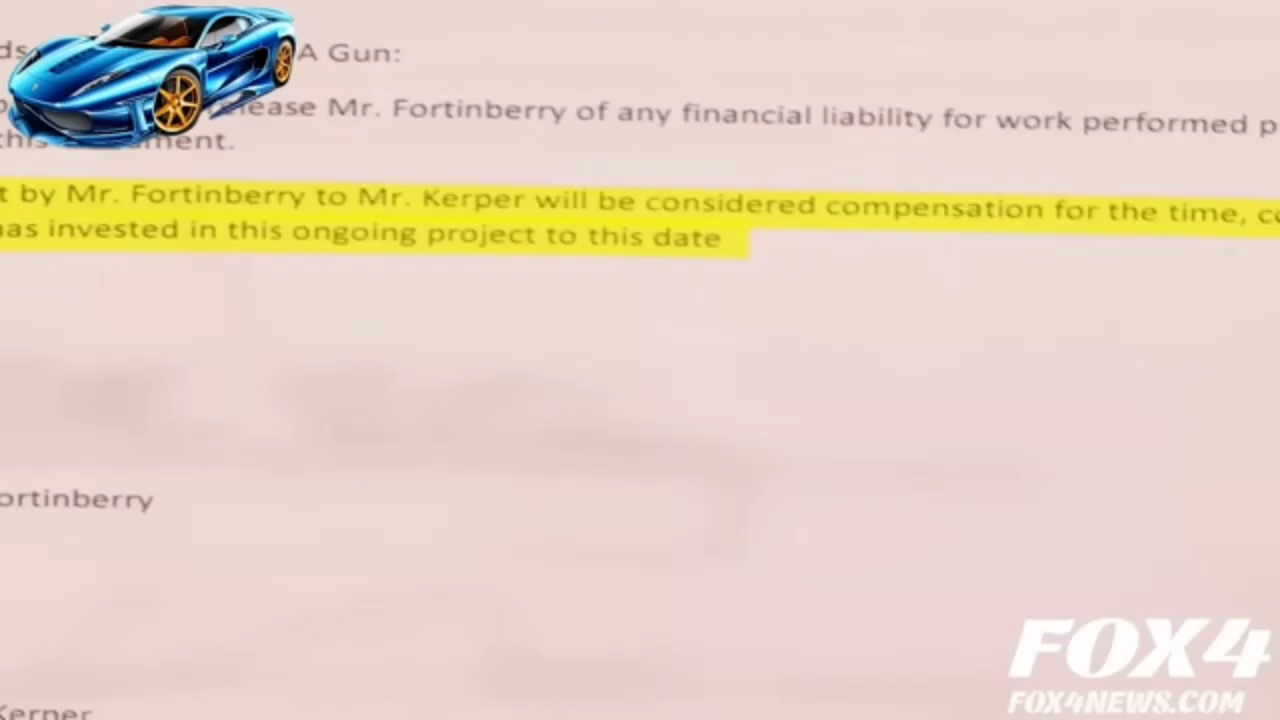 A Gun:
lease Mr. Fortinberry of any financial liability for work performed p
this ment.
t by Mr. Fortinberry to Mr. Kerper will be considered compensation for the time, co
has invested in this ongoing project to this date
ortinberry
Kerper
FOX4
FOX4NEWS.COM